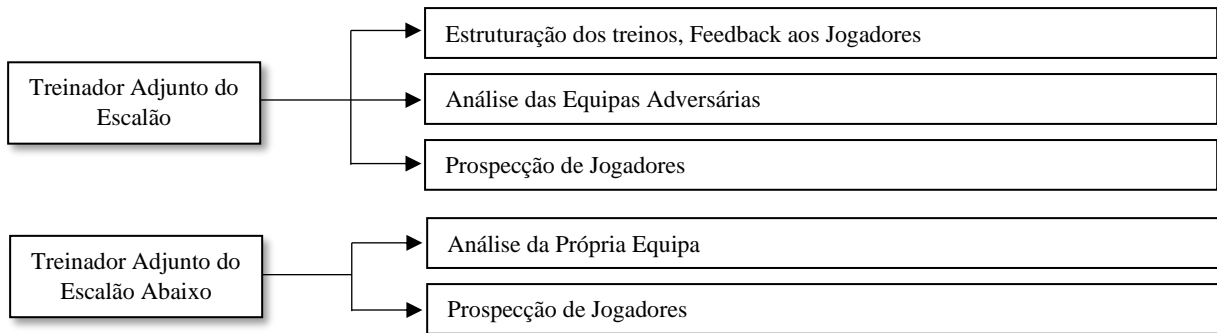 Estruturação dos treinos, Feedback aos Jogadores
Treinador Adjunto do
Escalão
Análise das Equipas Adversárias
Prospecção de Jogadores
Análise da Própria Equipa
Treinador Adjunto do
Escalão Abaixo
Prospecção de Jogadores